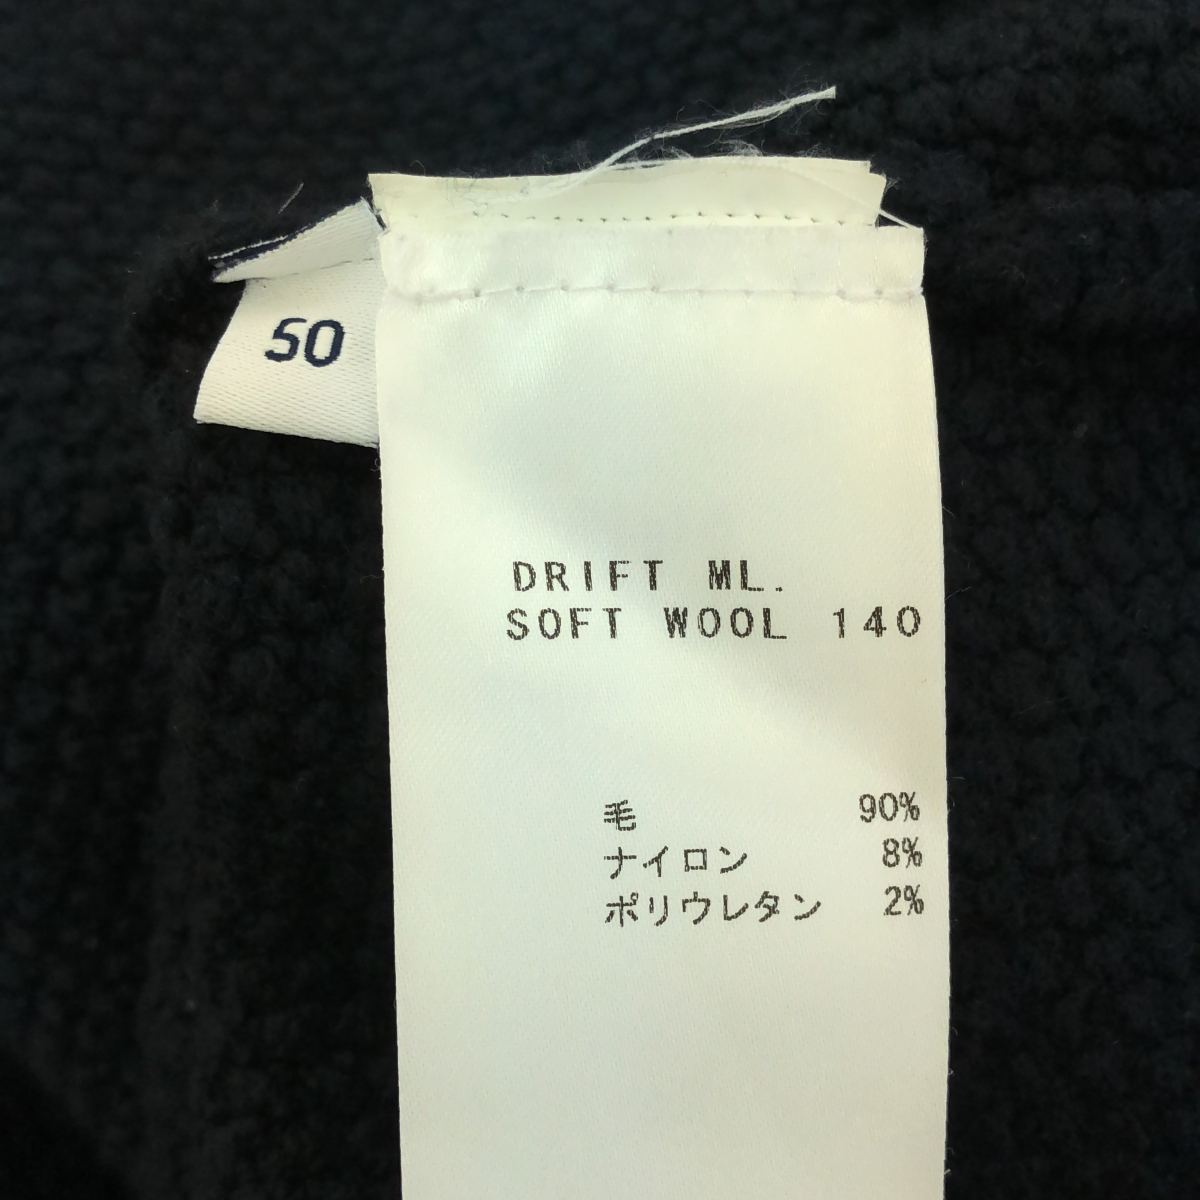 50
DRIFT ML.
SOFT WOOL 140
毛 90%
ナイロン 8%
ポリウレタン 2%